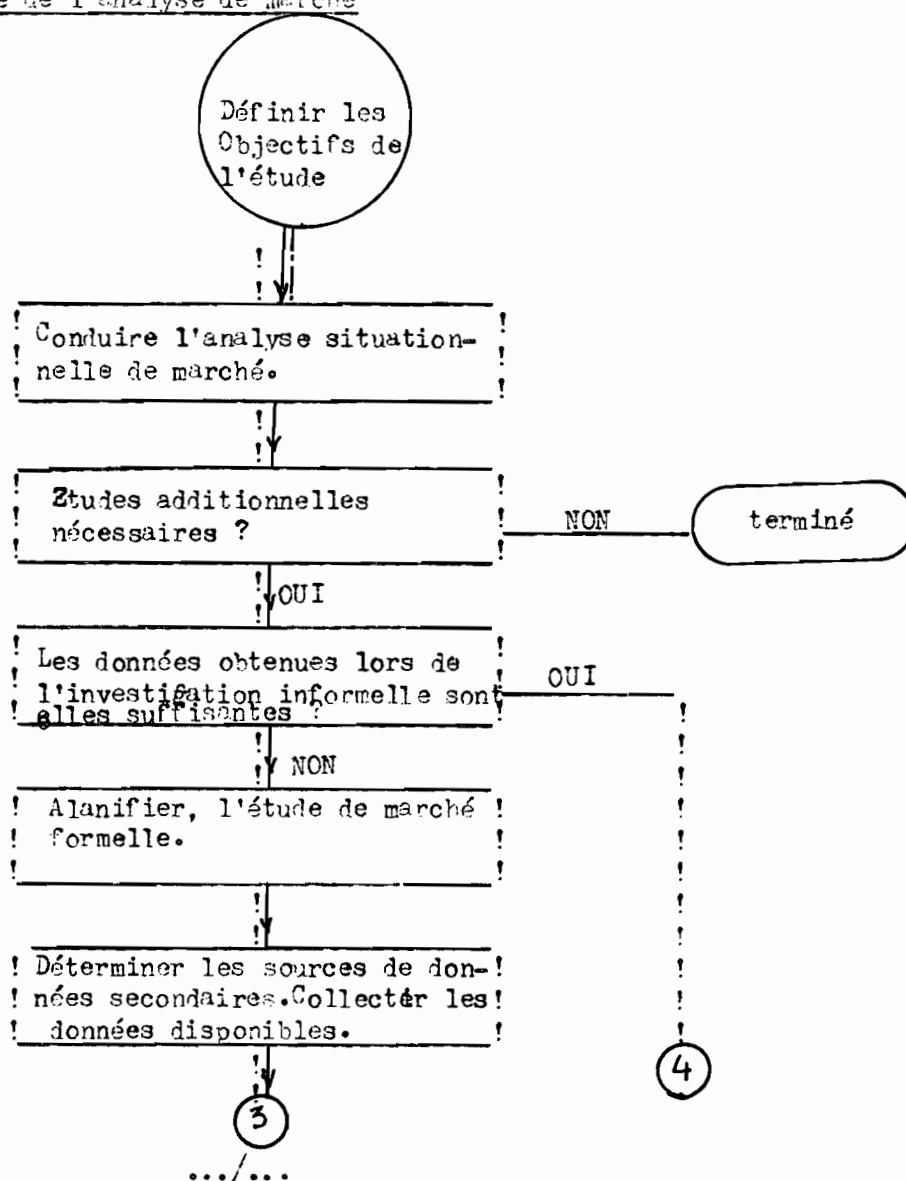 de l'analyse de marché
Définir les
Objectifs de
l'étude
Conduire l'analyse situation-
nelle de marché.
Ztudes additionnelles
nécessaires ?
NON
terminé
OUI
Les données obtenues lors de
l'investigation informelle sont
elles suffisantes ?
OUI
NON
Alanifier, l'étude de marché
formelle.
Déterminer les sources de don-
nées secondaires.Collectér les
données disponibles.
4
3
.../...